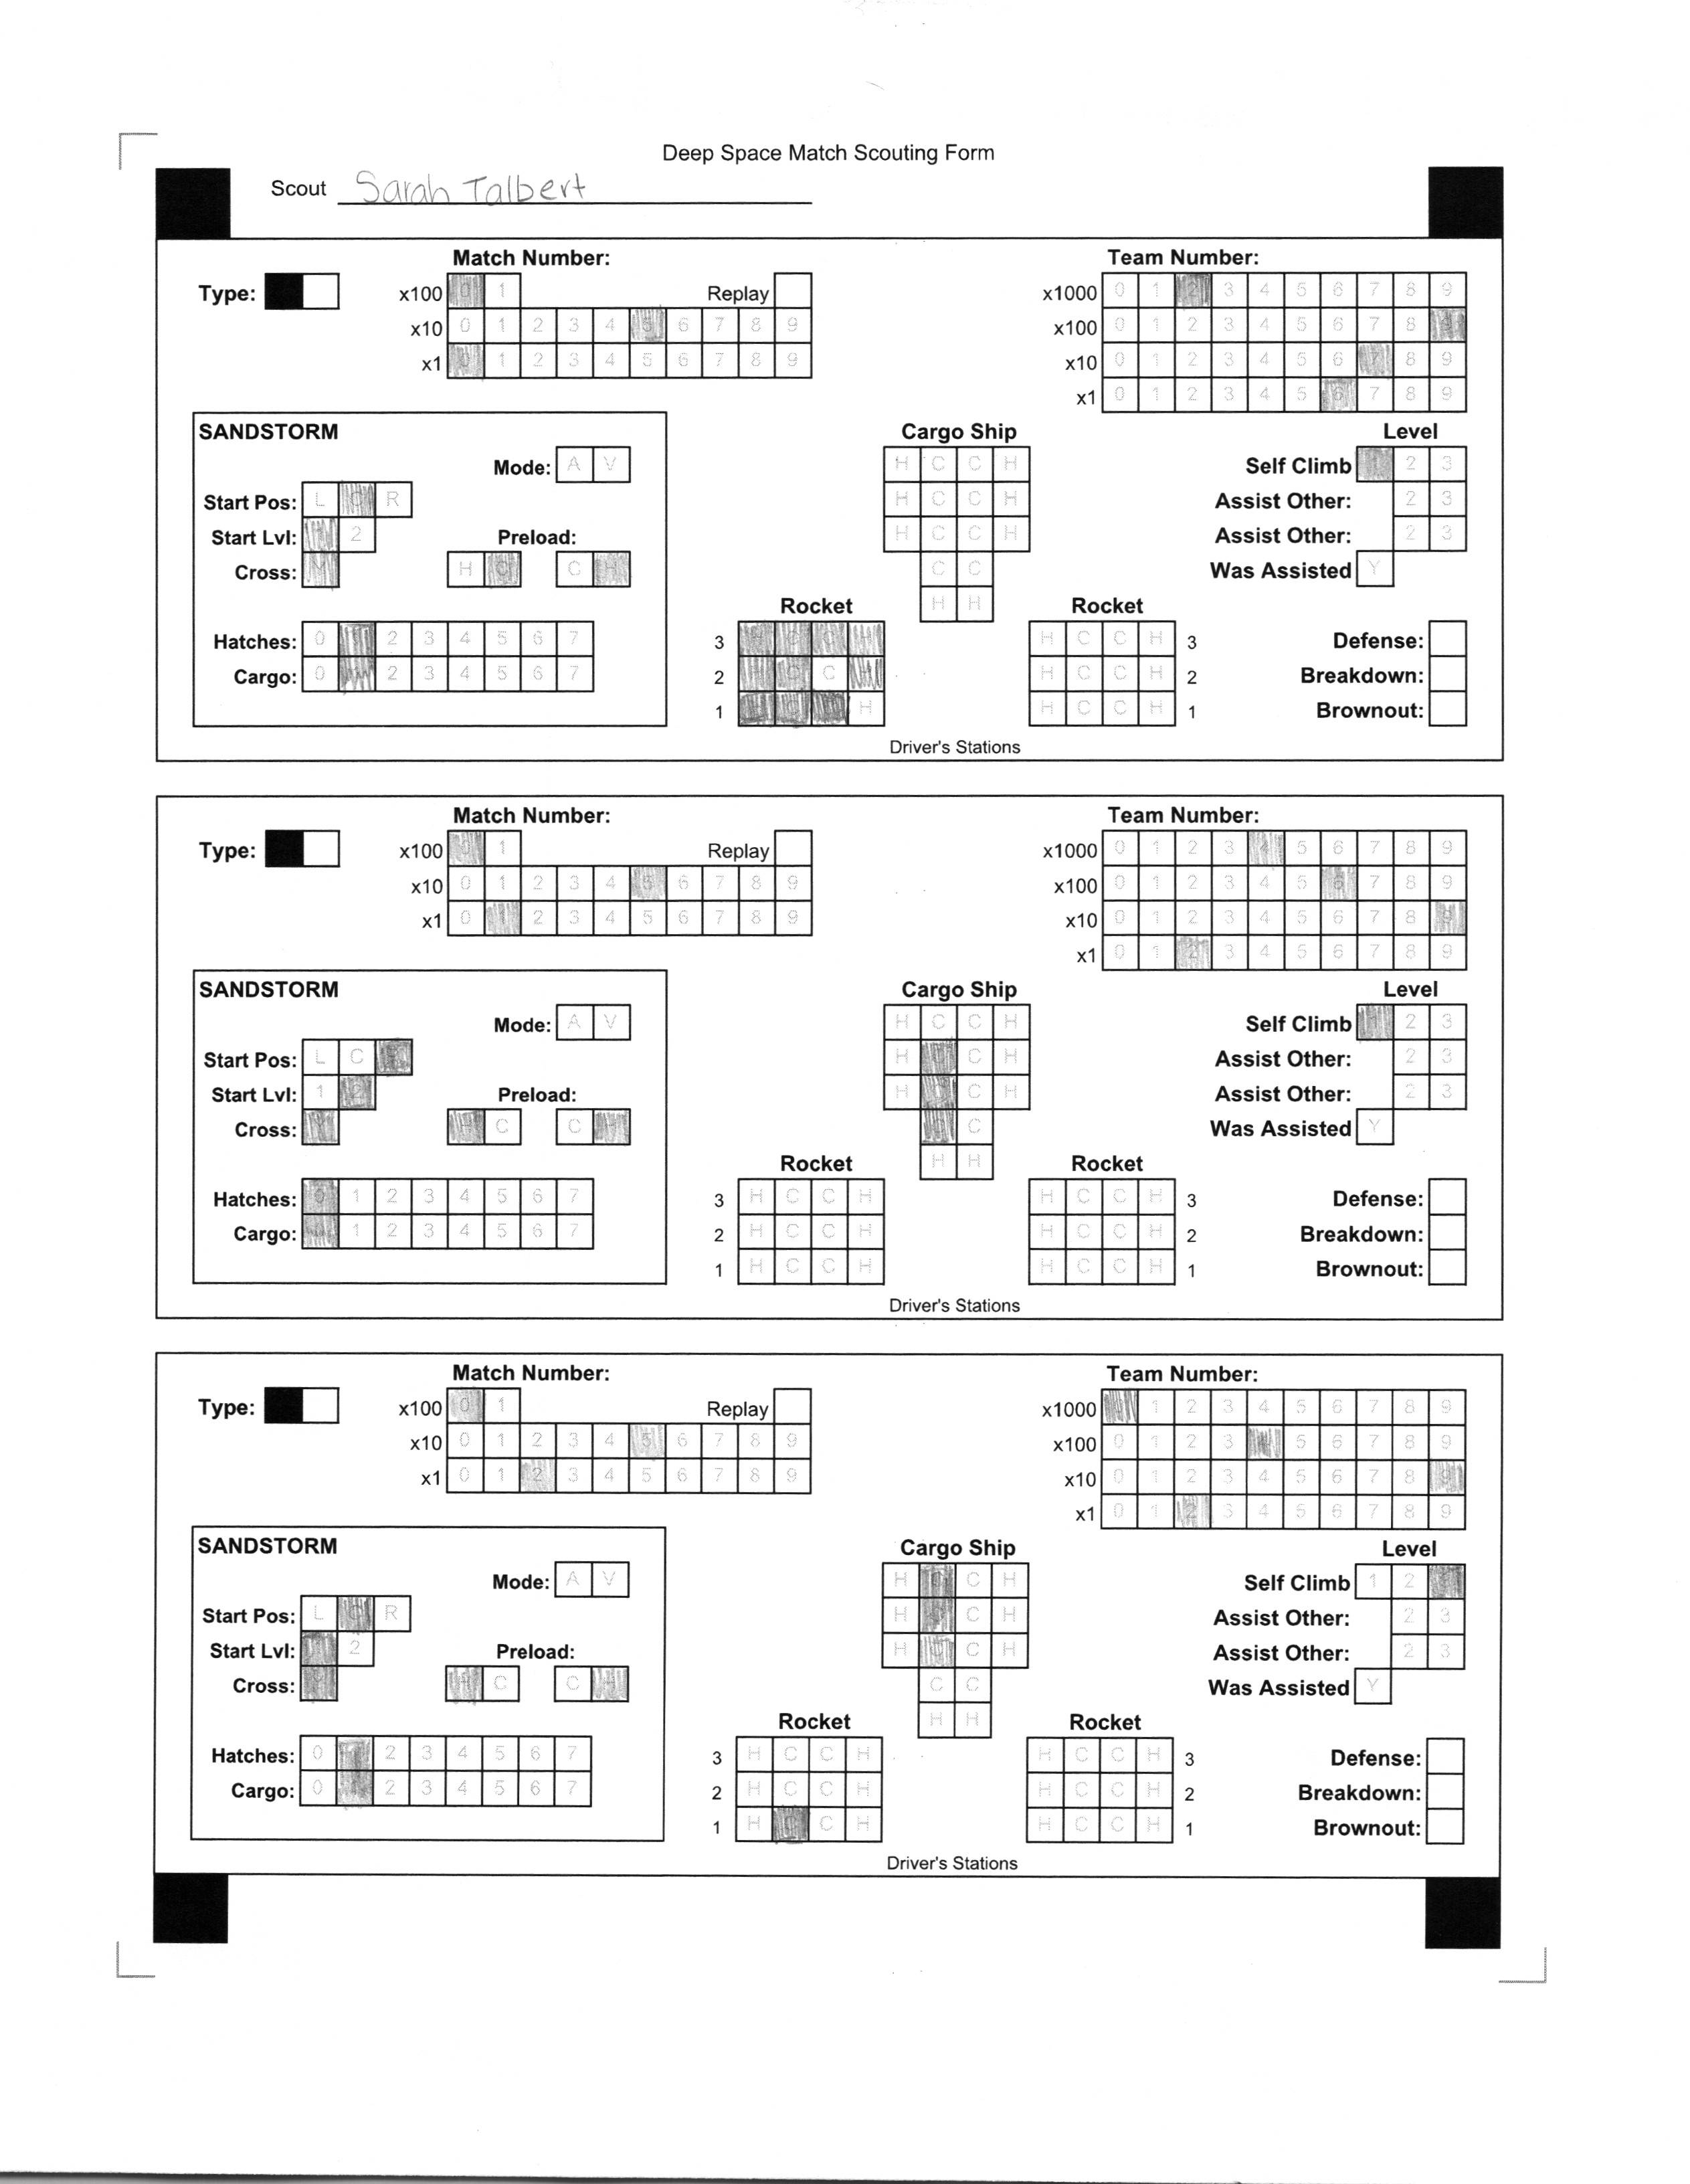 Deep Space Match Scouting Form
Scout Sarah Talbert
Match Number: Team Number:
Type: x100 0 1 Replay x1000 0 1 2 3 4 5 6 7 8 9
x10 0 1 2 3 4 5 6 7 8 9 x100 0 1 2 3 4 5 6 7 8 9
x1 0 1 2 3 4 5 6 7 8 9 x10 0 1 2 3 4 5 6 7 8 9
x1 0 1 2 3 4 5 6 7 8 9
SANDSTORM Cargo Ship Level
Mode: A V H C C H Self Climb 1 2 3
Start Pos: L C R H C C H Assist Other: 2 3
Start Lvl: 1 2 Preload: H C C H Assist Other: 2 3
Cross: Y H C C H C C Was Assisted Y
Rocket H H Rocket
Hatches: 0 1 2 3 4 5 6 7 3 H C C H H C C H 3 Defense:
Cargo: 0 1 2 3 4 5 6 7 2 H C C H H C C H 2 Breakdown:
1 H C C H H C C H 1 Brownout:
Driver's Stations
Match Number: Team Number:
Type: x100 0 1 Replay x1000 0 1 2 3 4 5 6 7 8 9
x10 0 1 2 3 4 5 6 7 8 9 x100 0 1 2 3 4 5 6 7 8 9
x1 0 1 2 3 4 5 6 7 8 9 x10 0 1 2 3 4 5 6 7 8 9
x1 0 1 2 3 4 5 6 7 8 9
SANDSTORM Cargo Ship Level
Mode: A V H C C H Self Climb 1 2 3
Start Pos: L C R H C C H Assist Other: 2 3
Start Lvl: 1 2 Preload: H C C H Assist Other: 2 3
Cross: Y H C C H C C Was Assisted Y
Rocket H H Rocket
Hatches: 0 1 2 3 4 5 6 7 3 H C C H H C C H 3 Defense:
Cargo: 0 1 2 3 4 5 6 7 2 H C C H H C C H 2 Breakdown:
1 H C C H H C C H 1 Brownout:
Driver's Stations
Match Number: Team Number:
Type: x100 0 1 Replay x1000 0 1 2 3 4 5 6 7 8 9
x10 0 1 2 3 4 5 6 7 8 9 x100 0 1 2 3 4 5 6 7 8 9
x1 0 1 2 3 4 5 6 7 8 9 x10 0 1 2 3 4 5 6 7 8 9
x1 0 1 2 3 4 5 6 7 8 9
SANDSTORM Cargo Ship Level
Mode: A V H C C H Self Climb 1 2 3
Start Pos: L C R H C C H Assist Other: 2 3
Start Lvl: 1 2 Preload: H C C H Assist Other: 2 3
Cross: Y H C C H C C Was Assisted Y
Rocket H H Rocket
Hatches: 0 1 2 3 4 5 6 7 3 H C C H H C C H 3 Defense:
Cargo: 0 1 2 3 4 5 6 7 2 H C C H H C C H 2 Breakdown:
1 H C C H H C C H 1 Brownout:
Driver's Stations